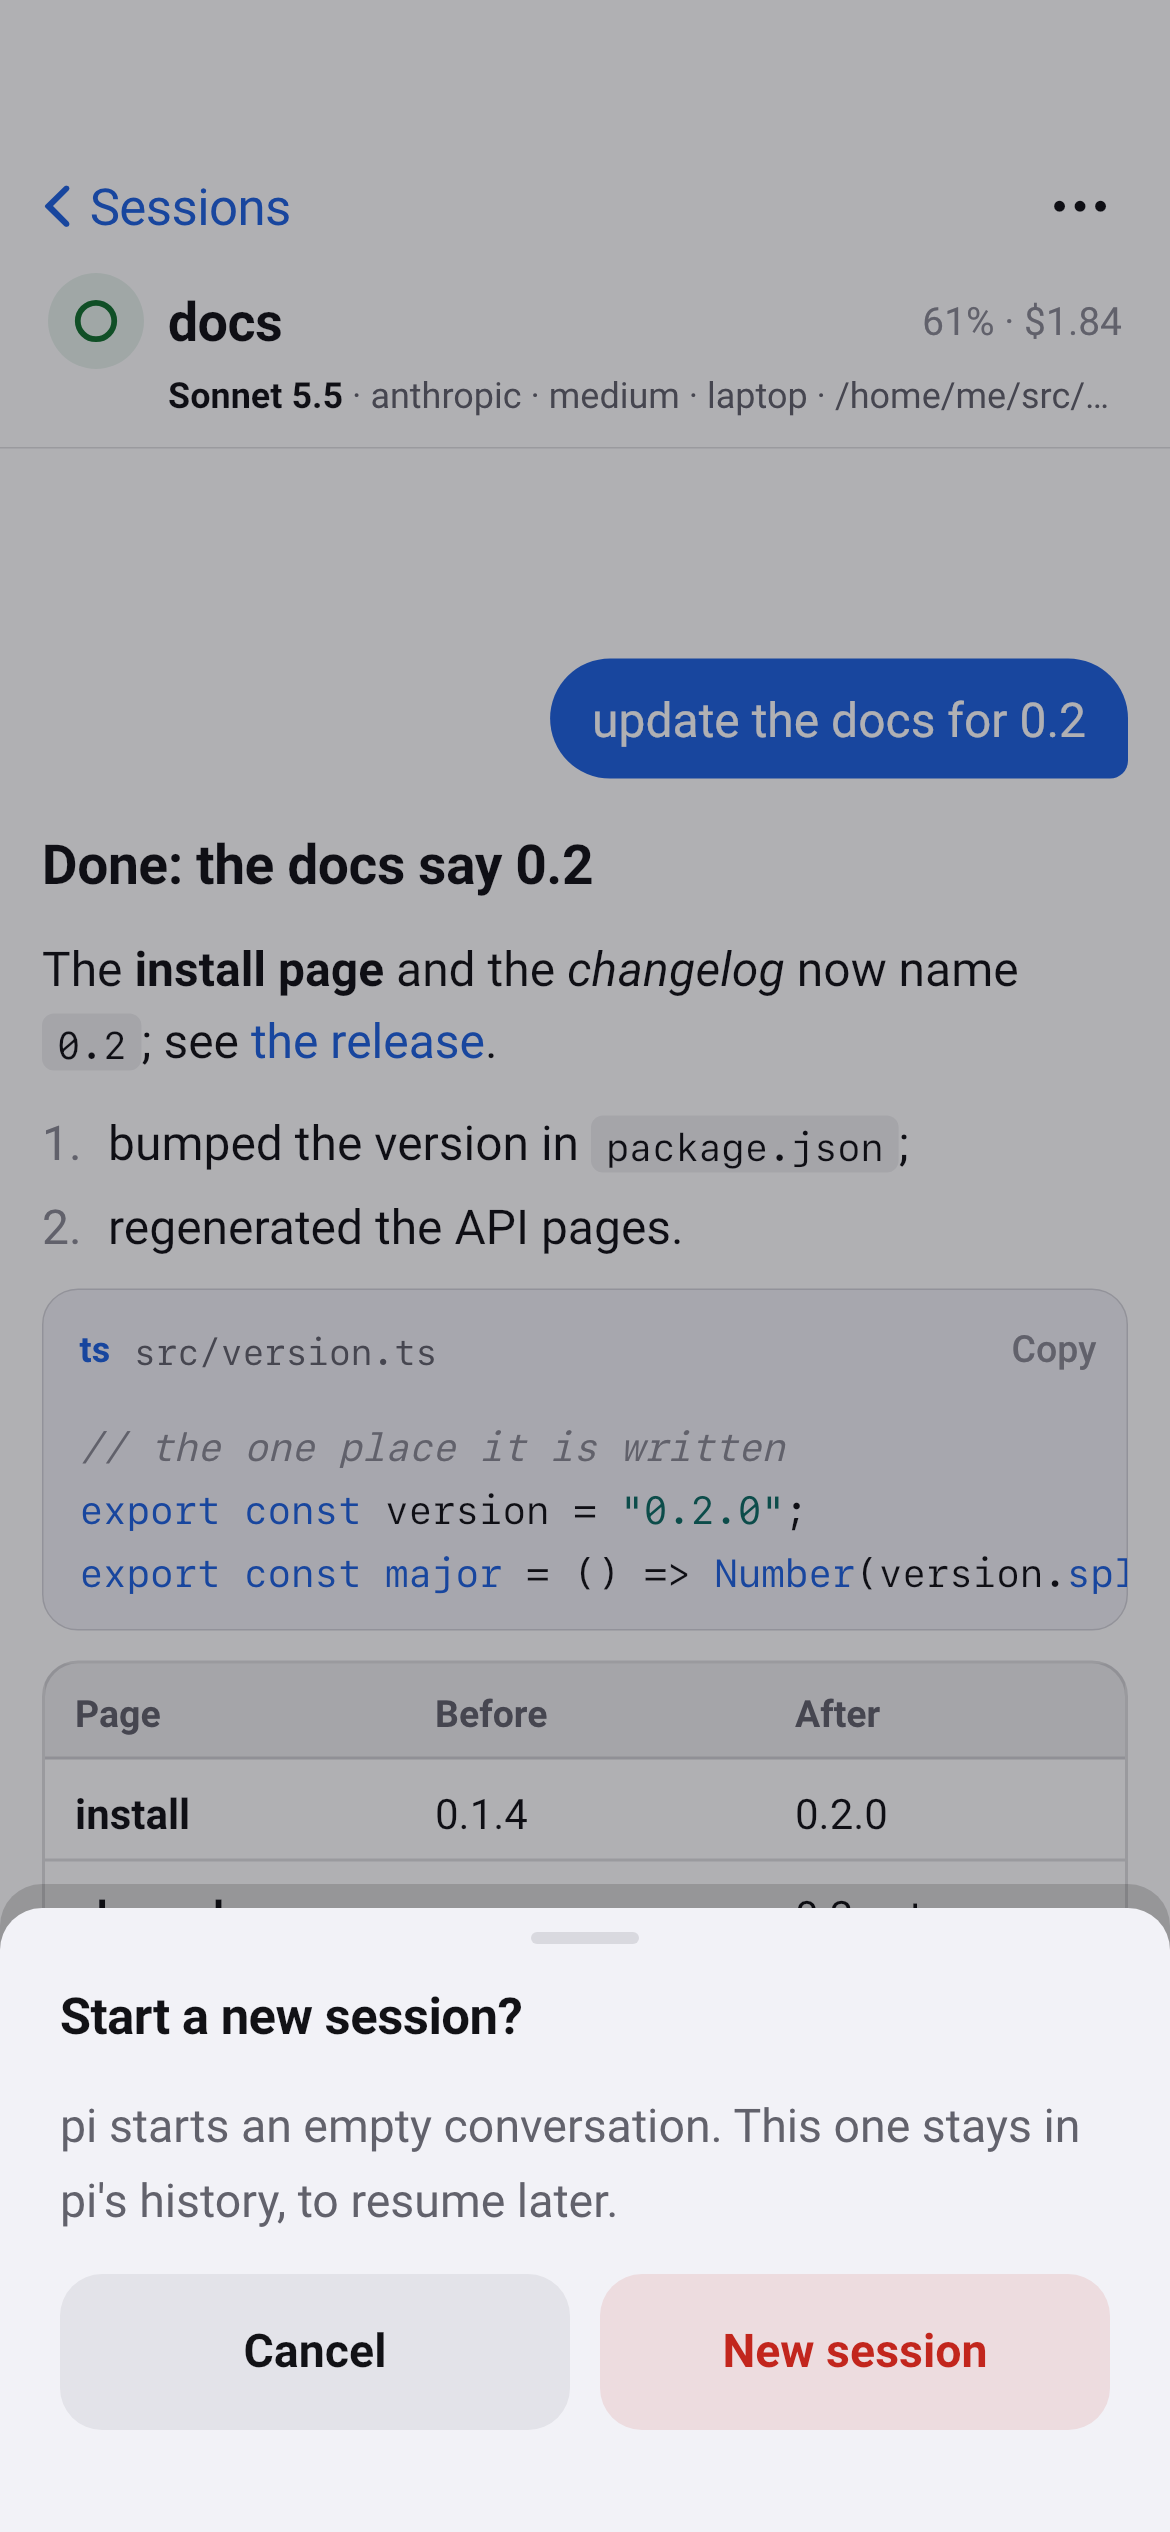 Sessions
docs
61% · $1.84
Sonnet 5.5 · anthropic · medium · laptop · /home/me/src/…
update the docs for 0.2
Done: the docs say 0.2
The install page and the changelog now name
0.2; see the release.
1. bumped the version in package.json;
2. regenerated the API pages.
ts src/version.ts
Copy
// the one place it is written
export const version = "0.2.0";
export const major = () => Number(version.spl
Page Before After
install 0.1.4 0.2.0
Start a new session?
pi starts an empty conversation. This one stays in
pi's history, to resume later.
Cancel
New session